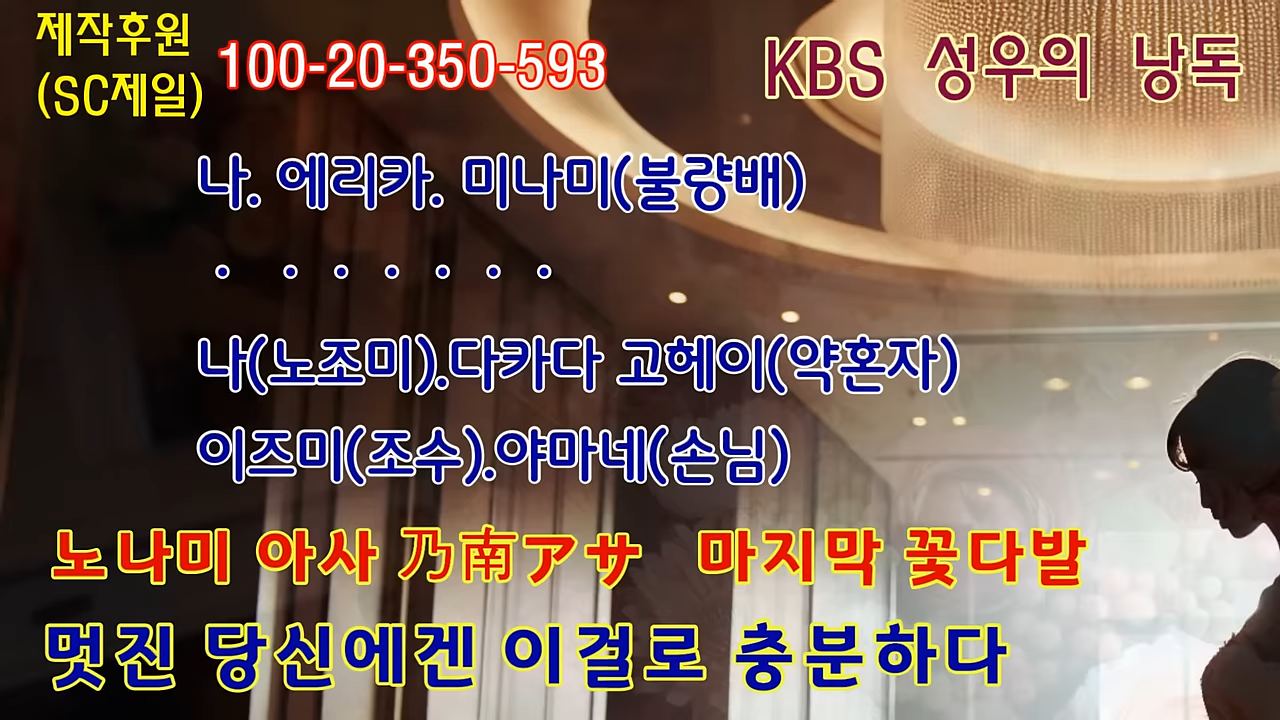 제작후원
(SC제일)
100-20-350-593
KBS 성우의 낭독
나. 에리카. 미나미(불량배)
. . . . . . .
나(노조미).다카다 고헤이(약혼자)
이즈미(조수).야마네(손님)
노나미 아사 乃南アサ 마지막 꽃다발
멋진 당신에겐 이걸로 충분하다